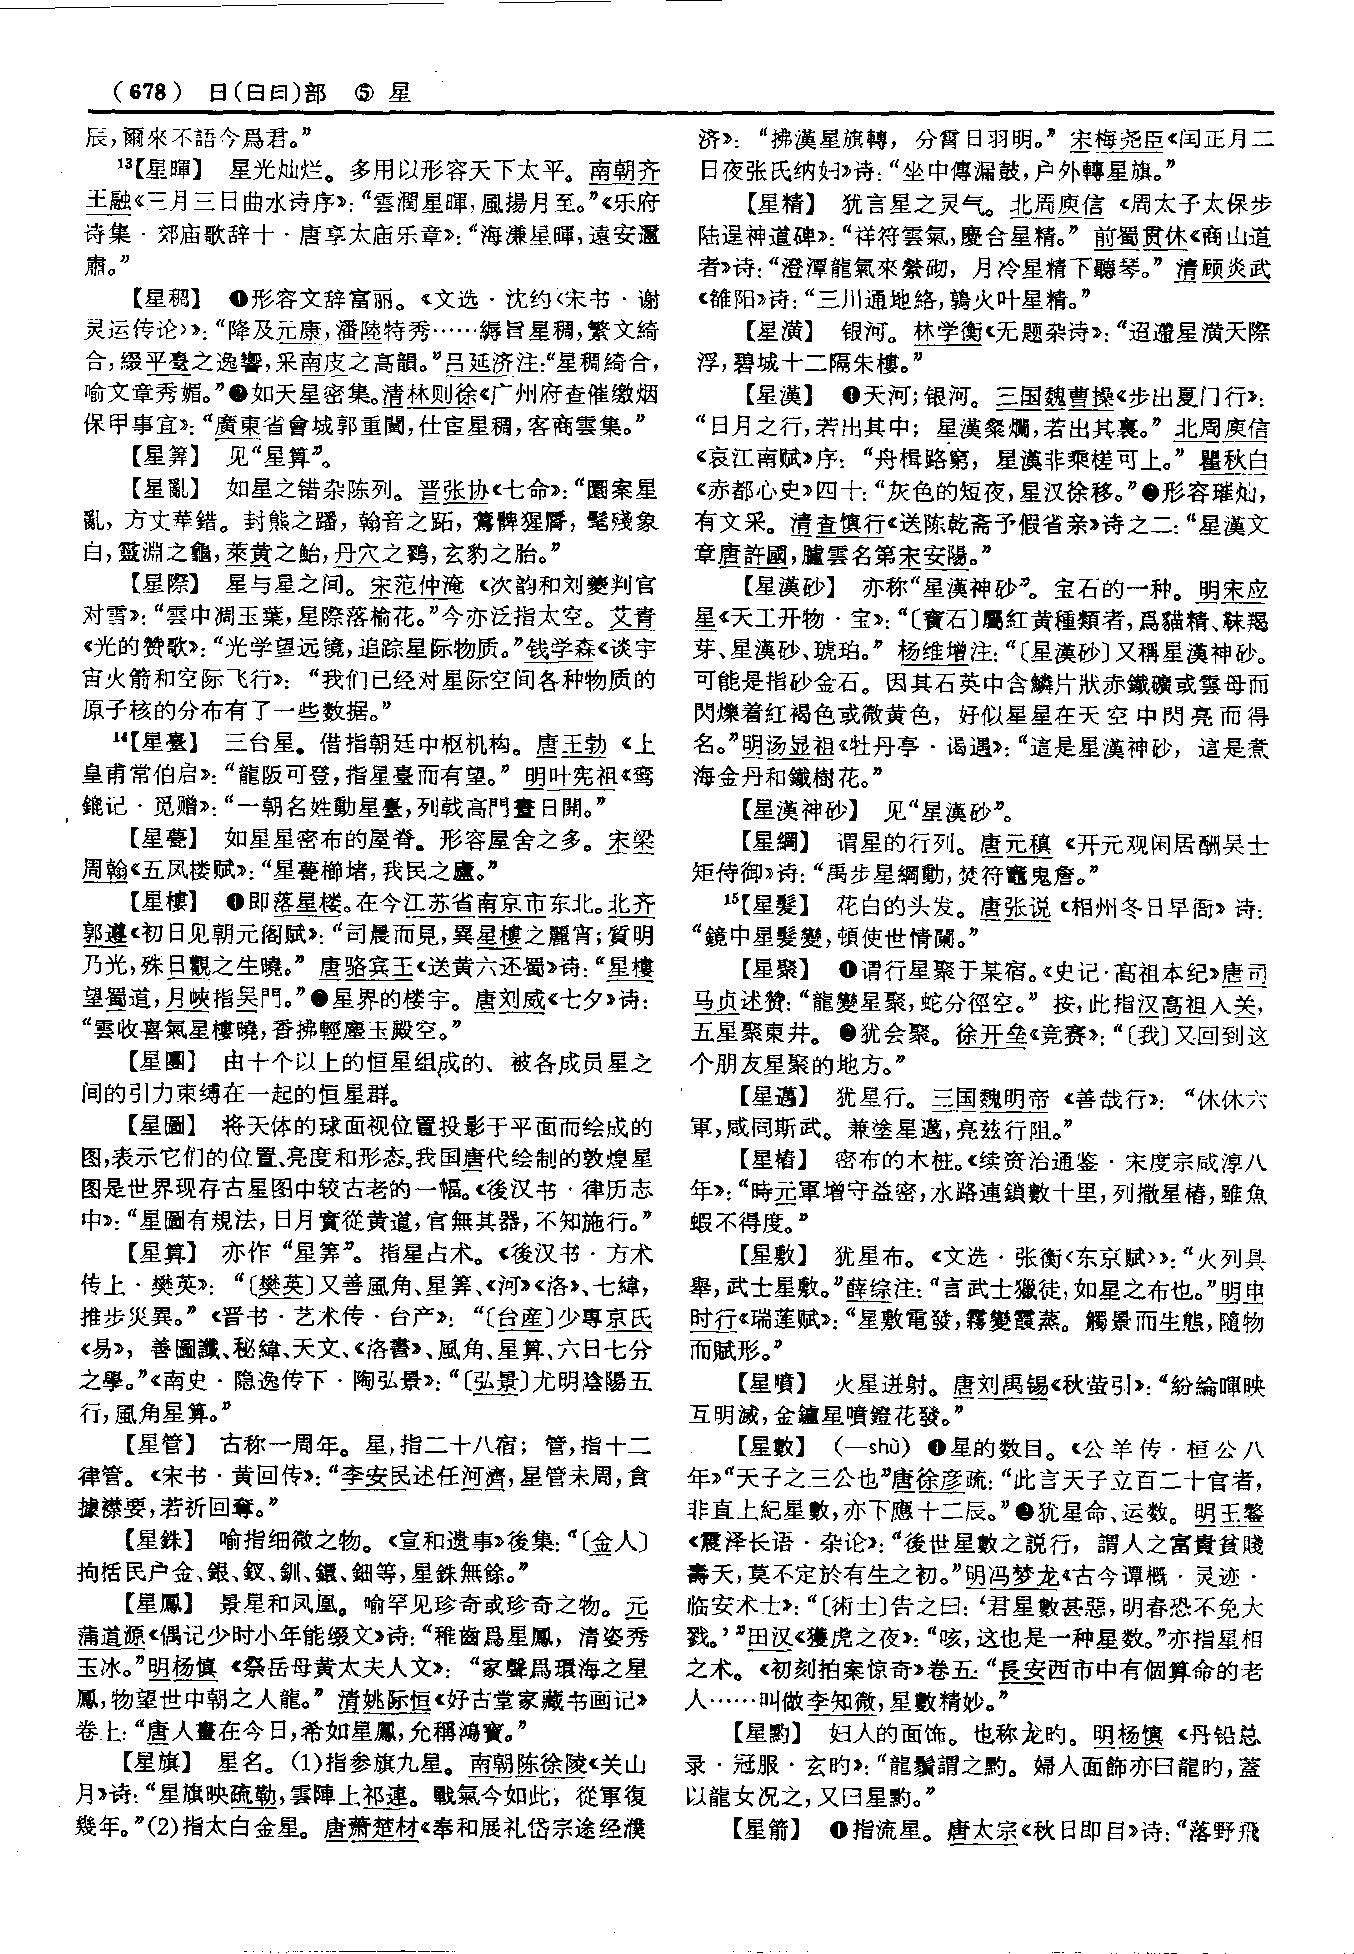 (678) 日(日曰)部 ⑤ 星
辰,爾來不語今爲君。”
¹³【星暉】 星光灿烂。多用以形容天下太平。南朝齐
王融《三月三日曲水诗序》:“雲潤星暉,風揚月至。”《乐府
诗集·郊庙歌辞十·唐享太庙乐章》:“海溓星暉,遠安邇
肅。”
【星稠】 ❶形容文辞富丽。《文选·沈约〈宋书·谢
灵运传论〉》:“降及元康,潘陸特秀……縟旨星稠,繁文綺
合,綴平臺之逸響,采南皮之高韻。”吕延济注:“星稠綺合,
喻文章秀媚。”❷如天星密集。清林则徐《广州府查催缴烟
保甲事宜》:“廣東省會城郭重闉,仕宦星稠,客商雲集。”
【星筭】 见“星算”。
【星亂】 如星之错杂陈列。晋张协《七命》:“圜案星
亂,方丈華錯。封熊之蹯,翰音之跖,鷰髀猩脣,髦殘象
白,靈淵之龜,萊黄之鮐,丹穴之鷚,玄豹之胎。”
【星際】 星与星之间。宋范仲淹《次韵和刘夔判官
对雪》:“雲中凋玉葉,星際落榆花。”今亦泛指太空。艾青
《光的赞歌》:“光学望远镜,追踪星际物质。”钱学森《谈宇
宙火箭和空际飞行》:“我们已经对星际空间各种物质的
原子核的分布有了一些数据。”
¹⁴【星臺】 三台星。借指朝廷中枢机构。唐王勃《上
皇甫常伯启》:“龍阪可登,指星臺而有望。”明叶宪祖《鸾
鎞记·觅赠》:“一朝名姓動星臺,列戟高門晝日開。”
【星甍】 如星星密布的屋脊。形容屋舍之多。宋梁
周翰《五凤楼赋》:“星甍櫛堵,我民之廬。”
【星樓】 ❶即落星楼。在今江苏省南京市东北。北齐
郭遵《初日见朝元阁赋》:“司晨而見,異星樓之麗宵;質明
乃光,殊日觀之生曉。”唐骆宾王《送黄六还蜀》诗:“星樓
望蜀道,月峽指吴門。”❷星界的楼宇。唐刘威《七夕》诗:
“雲收喜氣星樓曉,香拂輕塵玉殿空。”
【星團】 由十个以上的恒星组成的、被各成员星之
间的引力束缚在一起的恒星群。
【星圖】 将天体的球面视位置投影于平面而绘成的
图,表示它们的位置、亮度和形态。我国唐代绘制的敦煌星
图是世界现存古星图中较古老的一幅。《後汉书·律历志
中》:“星圖有規法,日月實從黄道,官無其器,不知施行。”
【星算】 亦作“星筭”。指星占术。《後汉书·方术
传上·樊英》:“〔樊英〕又善風角、星筭、《河》《洛》、七緯,
推步災異。”《晋书·艺术传·台产》:“〔台産〕少專京氏
《易》,善圖讖、秘緯、天文、《洛書》、風角、星算、六日七分
之學。”《南史·隐逸传下·陶弘景》:“〔弘景〕尤明陰陽五
行,風角星算。”
【星管】 古称一周年。星,指二十八宿;管,指十二
律管。《宋书·黄回传》:“李安民述任河濟,星管未周,貪
據襟要,若祈回奪。”
【星銖】 喻指细微之物。《宣和遗事》後集:“〔金人〕
拘括民户金、銀、釵、釧、鐶、鈿等,星銖無餘。”
【星鳳】 景星和凤凰。喻罕见珍奇或珍奇之物。元
蒲道源《偶记少时小年能缀文》诗:“稚齒爲星鳳,清姿秀
玉冰。”明杨慎《祭岳母黄太夫人文》:“家聲爲環海之星
鳳,物望世中朝之人龍。”清姚际恒《好古堂家藏书画记》
卷上:“唐人畫在今日,希如星鳳,允稱鴻寶。”
【星旗】 星名。(1)指参旗九星。南朝陈徐陵《关山
月》诗:“星旗映疏勒,雲陣上祁連。戰氣今如此,從軍復
幾年。”(2)指太白金星。唐萧楚材《奉和展礼岱宗途经濮
济》:“拂漢星旗轉,分霄日羽明。”宋梅尧臣《闰正月二
日夜张氏纳妇》诗:“坐中傳漏鼓,户外轉星旗。”
【星精】 犹言星之灵气。北周庾信《周太子太保步
陆逞神道碑》:“祥符雲氣,慶合星精。”前蜀贯休《商山道
者》诗:“澄潭龍氣來縈砌,月冷星精下聽琴。”清顾炎武
《雒阳》诗:“三川通地絡,鶉火叶星精。”
【星潢】 银河。林学衡《无题杂诗》:“迢遞星潢天際
浮,碧城十二隔朱樓。”
【星漢】 ❶天河;银河。三国魏曹操《步出夏门行》:
“日月之行,若出其中;星漢粲爛,若出其裏。”北周庾信
《哀江南赋》序:“舟楫路窮,星漢非乘槎可上。”瞿秋白
《赤都心史》四十:“灰色的短夜,星汉徐移。”❷形容璀灿,
有文采。清查慎行《送陈乾斋予假省亲》诗之二:“星漢文
章唐許國,臚雲名第宋安陽。”
【星漢砂】 亦称“星漢神砂”。宝石的一种。明宋应
星《天工开物·宝》:“〔寶石〕屬紅黄種類者,爲貓精、靺羯
芽、星漢砂、琥珀。”杨维增注:“〔星漢砂〕又稱星漢神砂。
可能是指砂金石。因其石英中含鱗片狀赤鐵礦或雲母而
閃爍着紅褐色或微黄色,好似星星在天空中閃亮而得
名。”明汤显祖《牡丹亭·谒遇》:“這是星漢神砂,這是煮
海金丹和鐵樹花。”
【星漢神砂】 见“星漢砂”。
【星綱】 谓星的行列。唐元稹《开元观闲居酬吴士
矩侍御》诗:“禹步星綱動,焚符竈鬼詹。”
¹⁵【星髮】 花白的头发。唐张说《相州冬日早衙》诗:
“鏡中星髮變,頓使世情闌。”
【星聚】 ❶谓行星聚于某宿。《史记·高祖本纪》唐司
马贞述赞:“龍變星聚,蛇分徑空。”按,此指汉高祖入关,
五星聚東井。❷犹会聚。徐开垒《竞赛》:“〔我〕又回到这
个朋友星聚的地方。”
【星邁】 犹星行。三国魏明帝《善哉行》:“休休六
軍,咸同斯武。兼塗星邁,亮兹行阻。”
【星樁】 密布的木桩。《续资治通鉴·宋度宗咸淳八
年》:“時元軍增守益密,水路連鎖數十里,列撒星樁,雖魚
蝦不得度。”
【星敷】 犹星布。《文选·张衡〈东京赋〉》:“火列具
舉,武士星敷。”薛综注:“言武士獵徒,如星之布也。”明申
时行《瑞莲赋》:“星敷電發,霧變霞蒸。觸景而生態,隨物
而賦形。”
【星噴】 火星迸射。唐刘禹锡《秋萤引》:“紛綸暉映
互明滅,金鑪星噴鐙花發。”
【星數】 (—shù) ❶星的数目。《公羊传·桓公八
年》“天子之三公也”唐徐彦疏:“此言天子立百二十官者,
非直上紀星數,亦下應十二辰。”❷犹星命、运数。明王鏊
《震泽长语·杂论》:“後世星數之説行,謂人之富貴貧賤
壽夭,莫不定於有生之初。”明冯梦龙《古今谭概·灵迹·
临安术士》:“〔術士〕告之曰:‘君星數甚惡,明春恐不免大
戮。’”田汉《獲虎之夜》:“咳,这也是一种星数。”亦指星相
之术。《初刻拍案惊奇》卷五:“長安西市中有個算命的老
人……叫做李知微,星數精妙。”
【星黓】 妇人的面饰。也称龙旳。明杨慎《丹铅总
录·冠服·玄旳》:“龍鬚謂之黓。婦人面飾亦曰龍旳,蓋
以龍女况之,又曰星黓。”
【星箭】 ❶指流星。唐太宗《秋日即目》诗:“落野飛